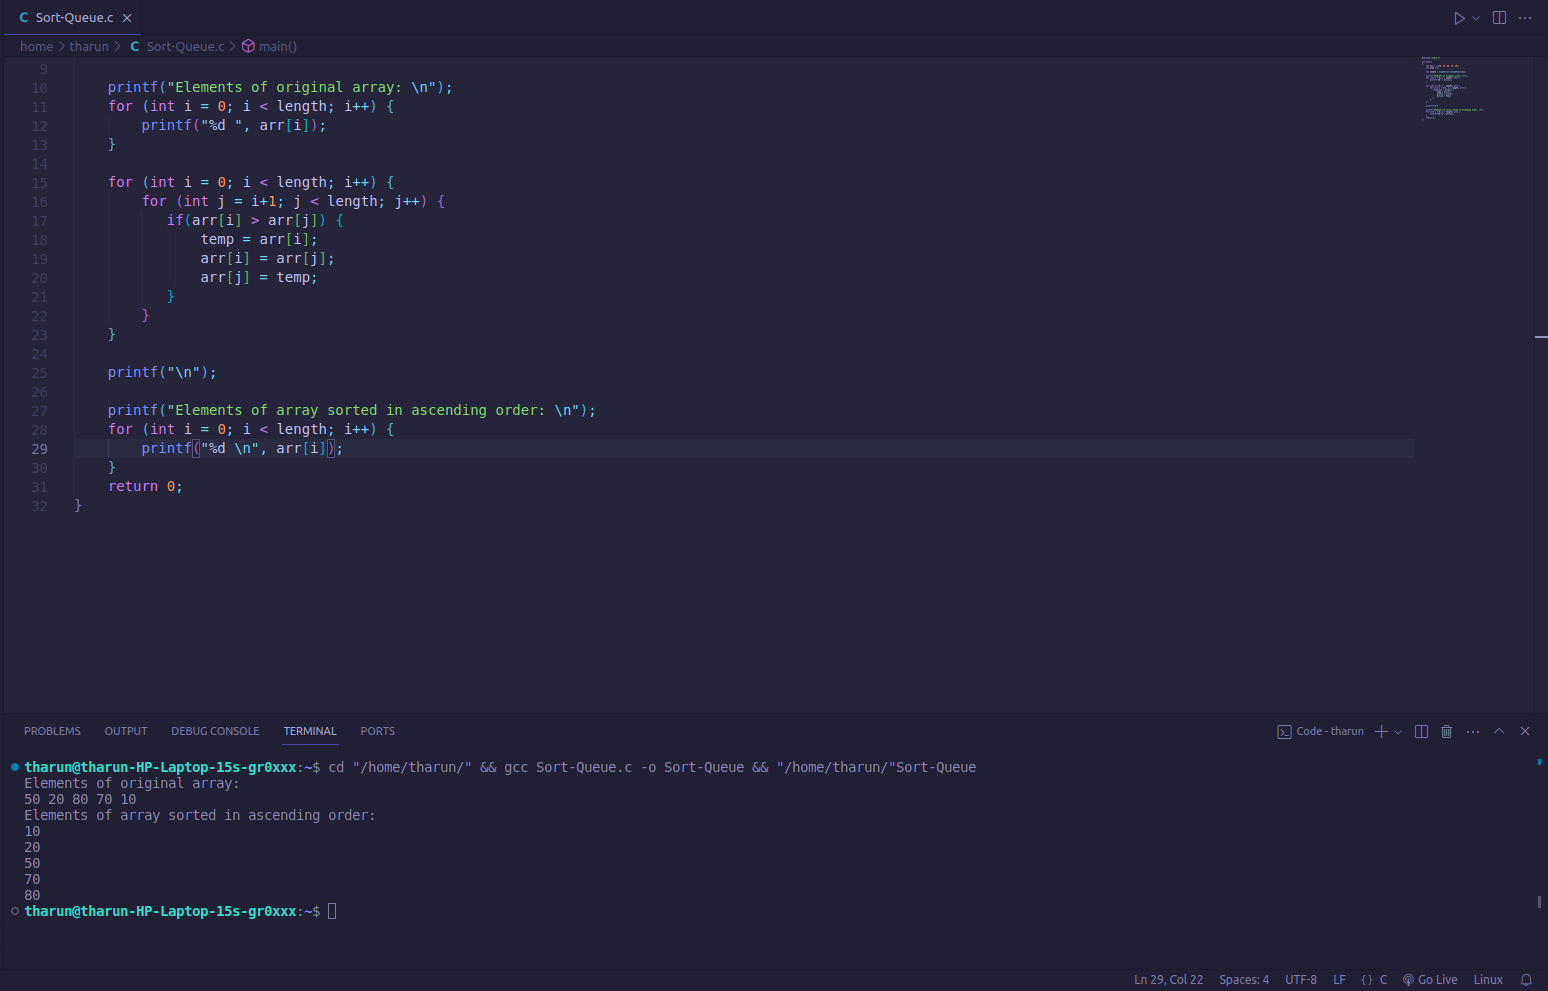 C Sort-Queue.c
home > tharun > C Sort-Queue.c > main()
9
10 printf("Elements of original array: \n");
11 for (int i = 0; i < length; i++) {
12 printf("%d ", arr[i]);
13 }
14
15 for (int i = 0; i < length; i++) {
16 for (int j = i+1; j < length; j++) {
17 if(arr[i] > arr[j]) {
18 temp = arr[i];
19 arr[i] = arr[j];
20 arr[j] = temp;
21 }
22 }
23 }
24
25 printf("\n");
26
27 printf("Elements of array sorted in ascending order: \n");
28 for (int i = 0; i < length; i++) {
29 printf("%d \n", arr[i]);
30 }
31 return 0;
32 }
PROBLEMS OUTPUT DEBUG CONSOLE TERMINAL PORTS Code - tharun
tharun@tharun-HP-Laptop-15s-gr0xxx:~$ cd "/home/tharun/" && gcc Sort-Queue.c -o Sort-Queue && "/home/tharun/"Sort-Queue
Elements of original array:
50 20 80 70 10
Elements of array sorted in ascending order:
10
20
50
70
80
tharun@tharun-HP-Laptop-15s-gr0xxx:~$
Ln 29, Col 22 Spaces: 4 UTF-8 LF {} C Go Live Linux